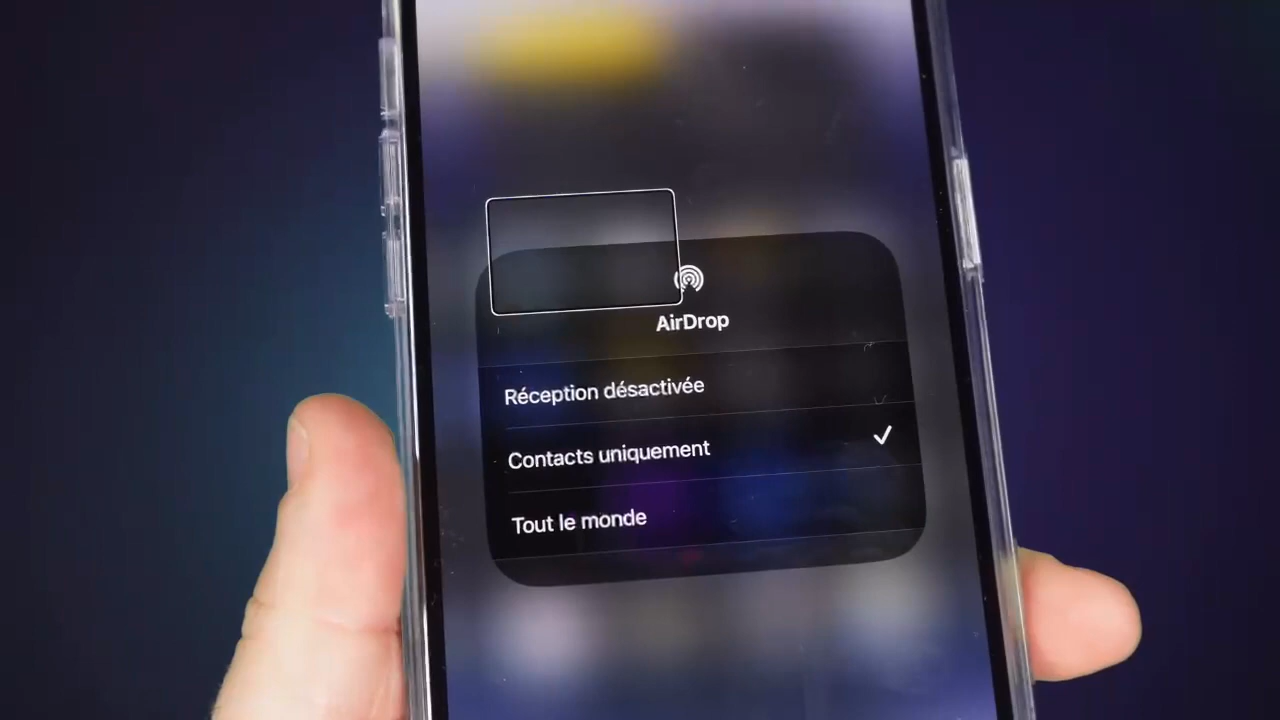 AirDrop
Réception désactivée
Contacts uniquement
Tout le monde